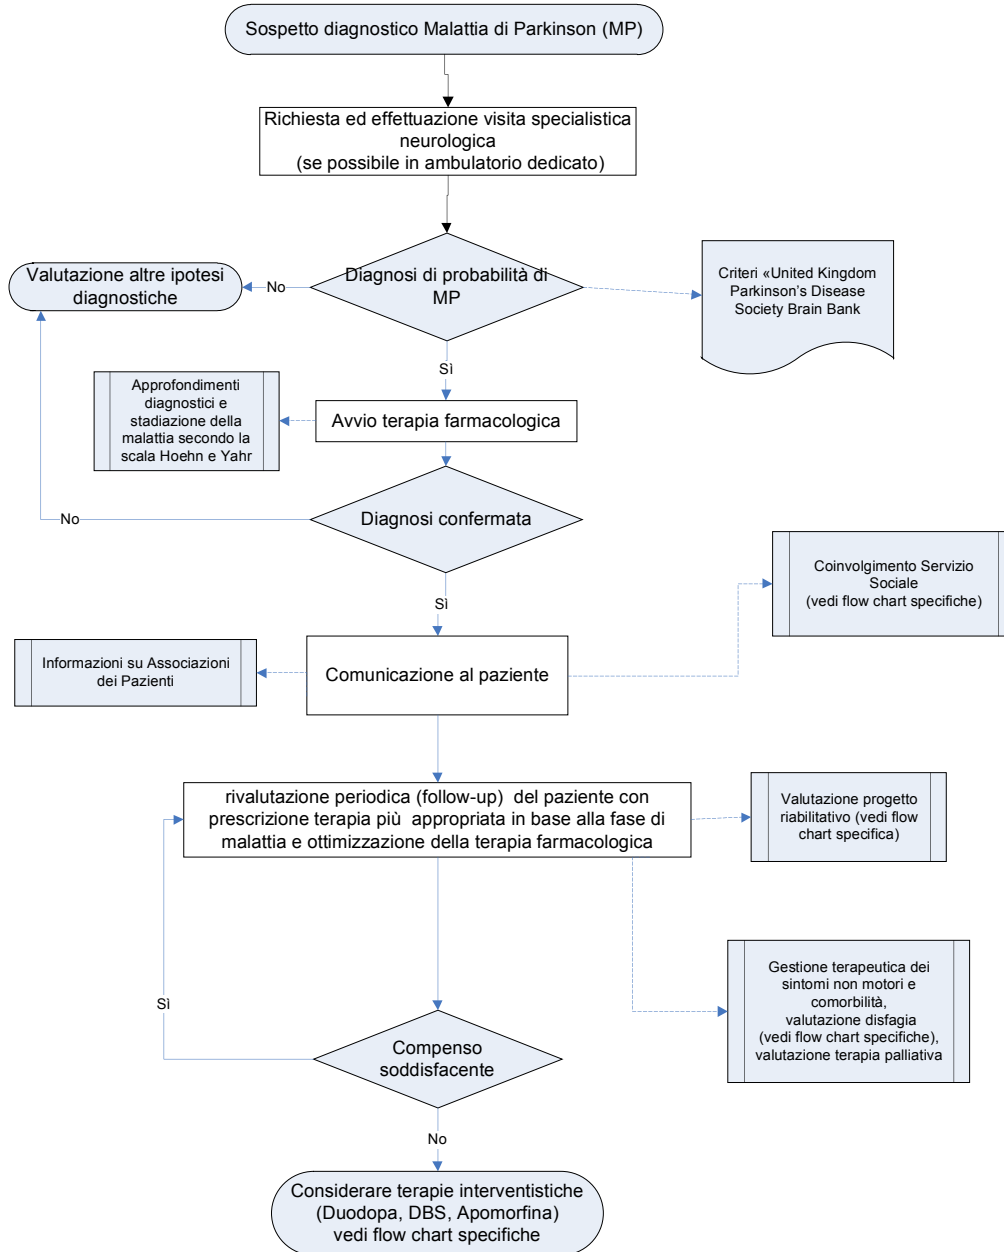 Sospetto diagnostico Malattia di Parkinson (MP)
Richiesta ed effettuazione visita specialistica
neurologica
(se possibile in ambulatorio dedicato)
Diagnosi di probabilità di
MP
No
Valutazione altre ipotesi
diagnostiche
Criteri «United Kingdom
Parkinson's Disease
Society Brain Bank
Sì
Avvio terapia farmacologica
Approfondimenti
diagnostici e
stadiazione della
malattia secondo la
scala Hoehn e Yahr
Diagnosi confermata
No
Sì
Coinvolgimento Servizio
Sociale
(vedi flow chart specifiche)
Comunicazione al paziente
Informazioni su Associazioni
dei Pazienti
rivalutazione periodica (follow-up) del paziente con
prescrizione terapia più appropriata in base alla fase di
malattia e ottimizzazione della terapia farmacologica
Valutazione progetto
riabilitativo (vedi flow
chart specifica)
Gestione terapeutica dei
sintomi non motori e
comorbilità,
valutazione disfagia
(vedi flow chart specifiche),
valutazione terapia palliativa
Sì
Compenso
soddisfacente
No
Considerare terapie interventistiche
(Duodopa, DBS, Apomorfina)
vedi flow chart specifiche